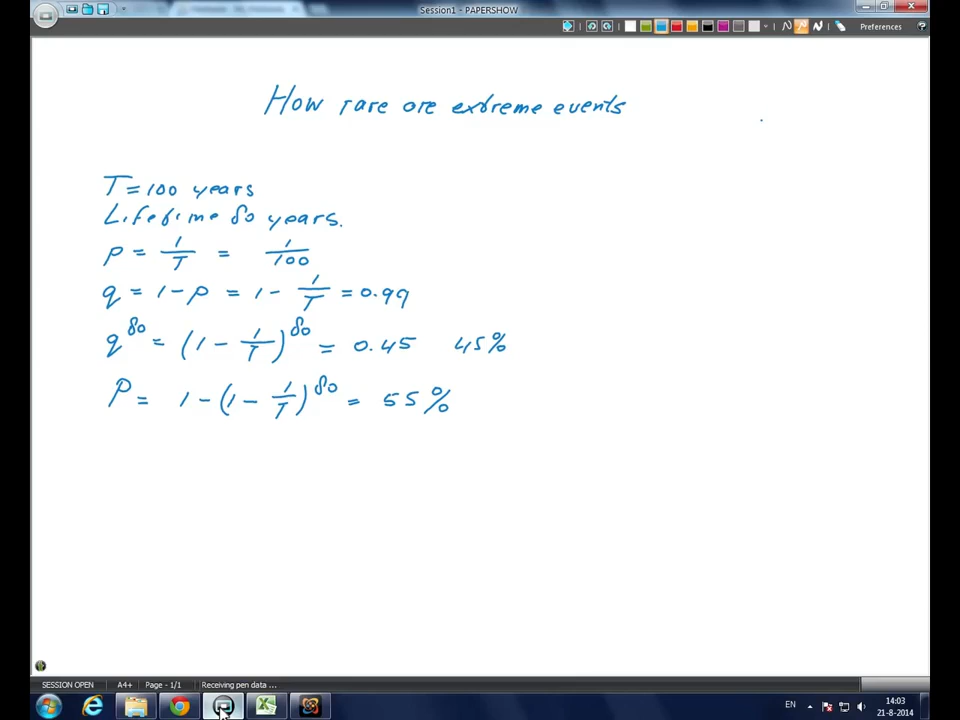 Session1 - PAPERSHOW
Preferences
How rare are extreme events
T = 100 years
Lifetime 80 years.
p = 1/T = 1/100
q = 1 - p = 1 - 1/T = 0.99
q^80 = (1 - 1/T)^80 = 0.45 45%
P = 1 - (1 - 1/T)^80 = 55%
SESSION OPEN A4+ Page - 1/1 Receiving pen data ...
EN 14:03
21-8-2014